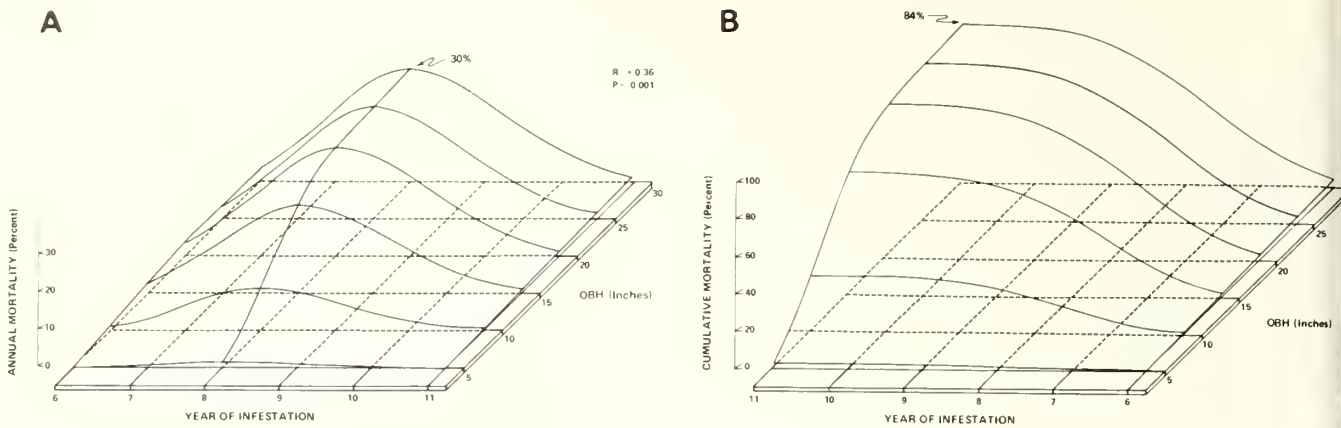 A
30%
R = 0 36
P - 0 001
ANNUAL MORTALITY (Percent)
30
20
10
0
6 7 8 9 10 11
YEAR OF INFESTATION
5
10
15
20
25
30
OBH (Inches)
B
84%
CUMULATIVE MORTALITY (Percent)
100
80
60
40
20
0
11 10 9 8 7 6
YEAR OF INFESTATION
5
10
15
20
25
OBH (Inches)